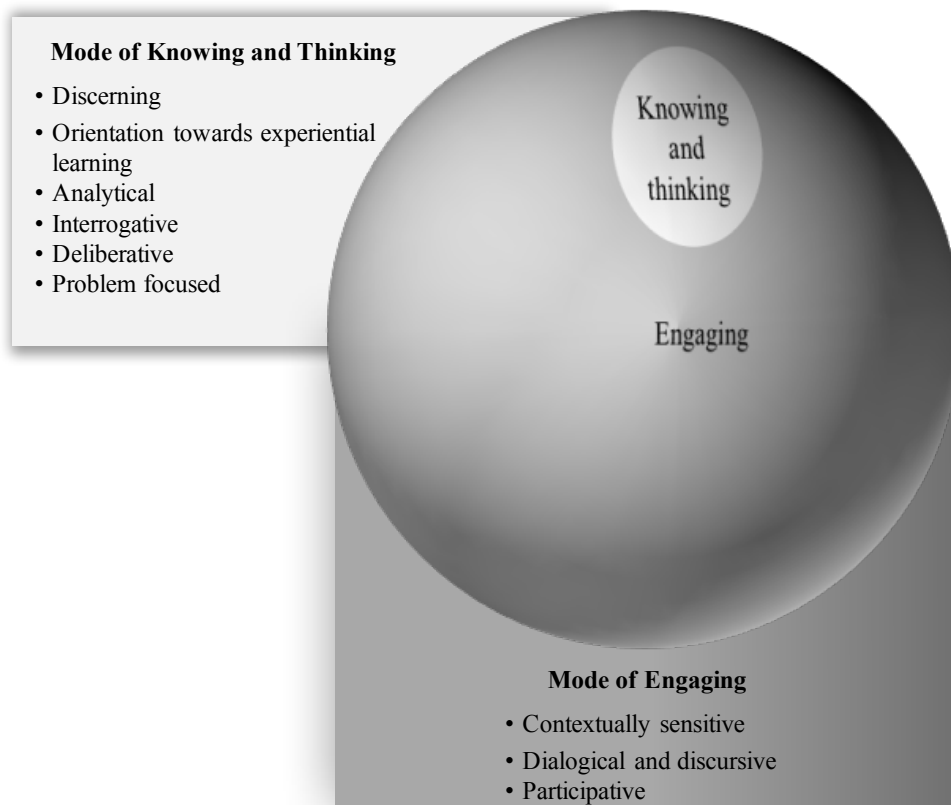 Mode of Knowing and Thinking
• Discerning
• Orientation towards experiential
learning
• Analytical
• Interrogative
• Deliberative
• Problem focused
Knowing
and
thinking
Engaging
Mode of Engaging
• Contextually sensitive
• Dialogical and discursive
• Participative